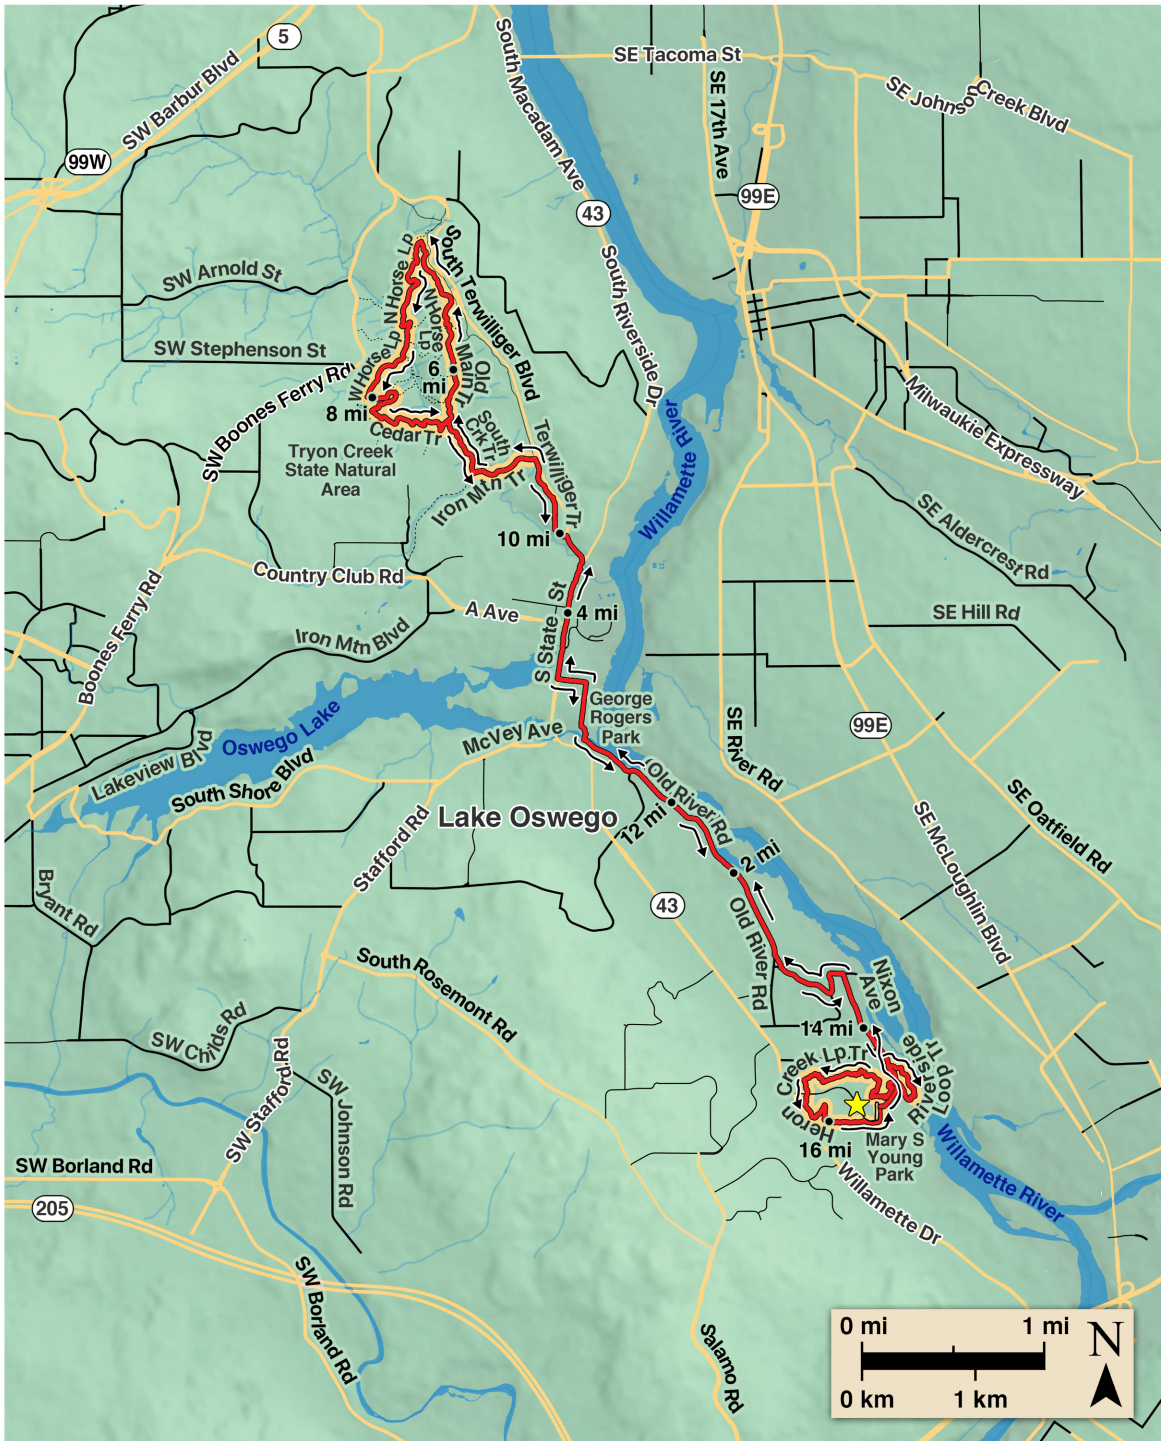 5
SW Barbur Blvd
99W
South Macadam Ave
SE Tacoma St
SE 17th Ave
SE Johnson
Creek Blvd
99E
43
SW Arnold St
SW Stephenson St
SW Boones Ferry Rd
N Horse Lp
N Horse
Lp
W Horse Lp
South Terwilliger Blvd
S
South Riverside Dr
Old
Main Tr
6
mi
8 mi
Cedar Tr
South
Crk Tr
Iron Mtn Tr
Terwilliger Tr
Tryon Creek
State Natural
Area
10 mi
Willamette River
Milwaukie Expressway
SE Aldercrest Rd
SE Hill Rd
Country Club Rd
A Ave
4 mi
S State St
Iron Mtn Blvd
Boones Ferry Rd
Oswego Lake
Lakeview Blvd
South Shore Blvd
McVey Ave
George
Rogers
Park
SE River Rd
99E
SE Oatfield Rd
SE McLoughlin Blvd
Old River Rd
Lake Oswego
12 mi
2 mi
Stafford Rd
Bryant Rd
43
Old River Rd
South Rosemont Rd
Nixon
Ave
14 mi
Creek Lp Tr
Heron
Riverside
Loop Tr
16 mi
Mary S
Young
Park
SW Childs Rd
SW Stafford Rd
SW Johnson Rd
SW Borland Rd
205
SW Borland Rd
Willamette River
Willamette Dr
Salamo Rd
0 mi
1 mi
N
0 km
1 km